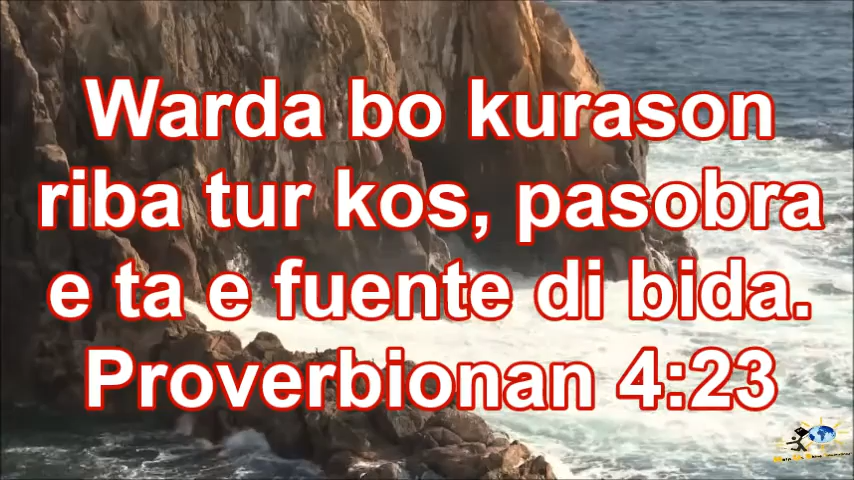 Warda bo kurason
riba tur kos, pasobra
e ta e fuente di bida.
Proverbionan 4:23